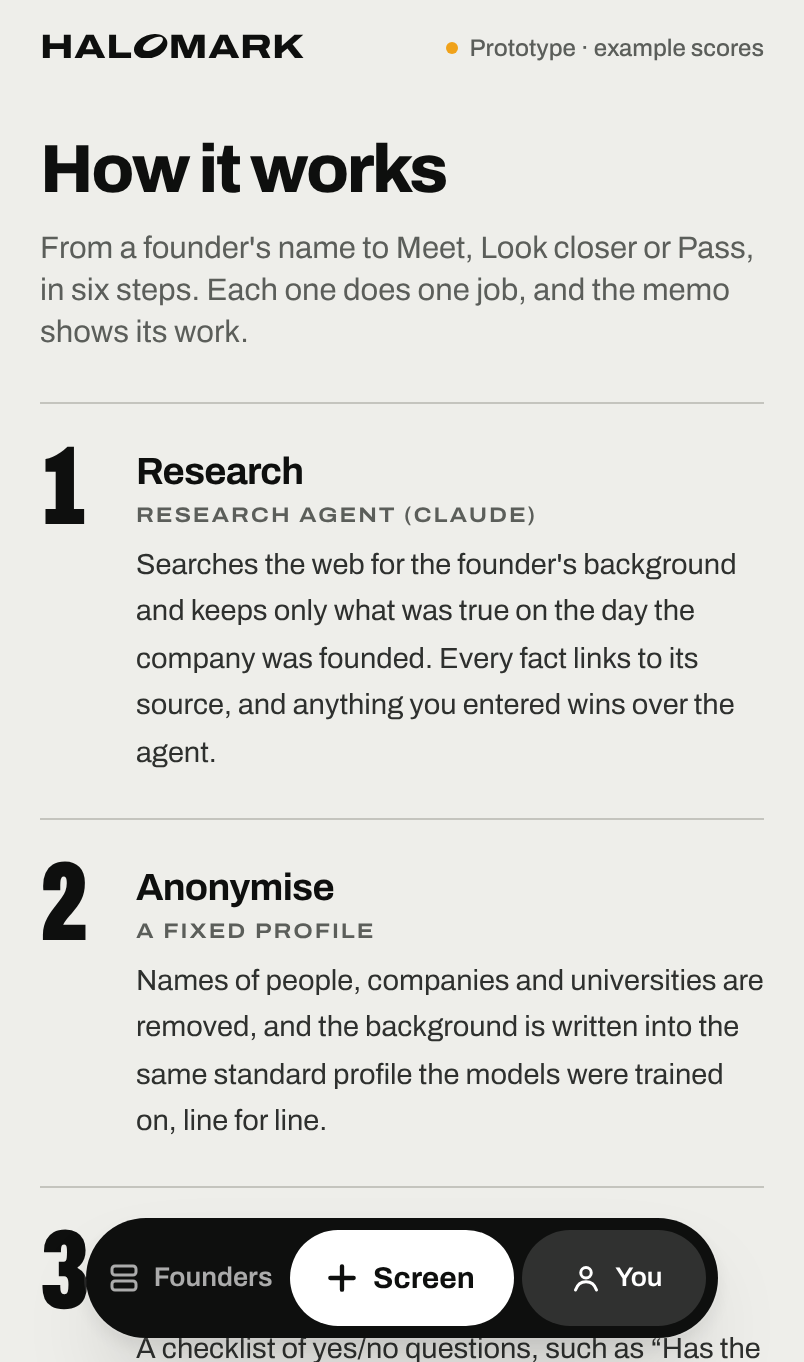 HALOMARK
Prototype · example scores
How it works
From a founder's name to Meet, Look closer or Pass,
in six steps. Each one does one job, and the memo
shows its work.
1
Research
RESEARCH AGENT (CLAUDE)
Searches the web for the founder's background
and keeps only what was true on the day the
company was founded. Every fact links to its
source, and anything you entered wins over the
agent.
2
Anonymise
A FIXED PROFILE
Names of people, companies and universities are
removed, and the background is written into the
same standard profile the models were trained
on, line for line.
3
Founders
Screen
You
A checklist of yes/no questions, such as “Has the